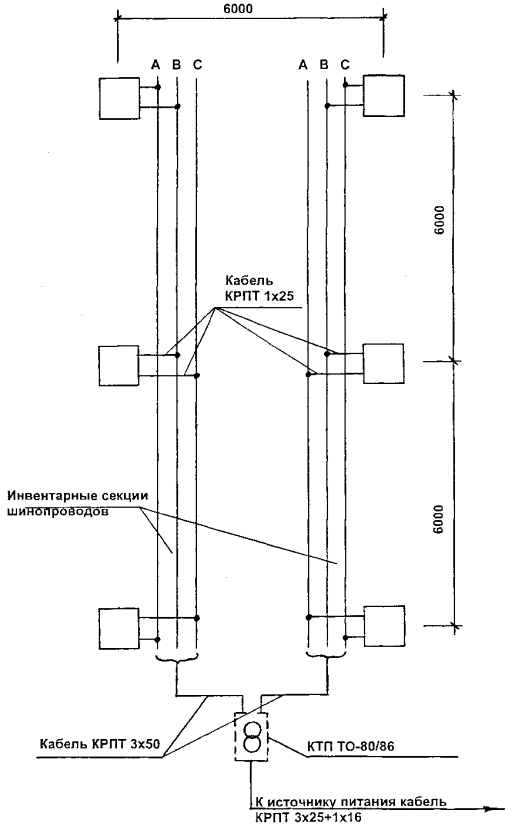 6000
А В С
А В С
6000
Кабель
КРПТ 1х25
Инвентарные секции
шинопроводов
6000
Кабель КРПТ 3х50
КТП ТО-80/86
К источнику питания кабель
КРПТ 3х25+1х16